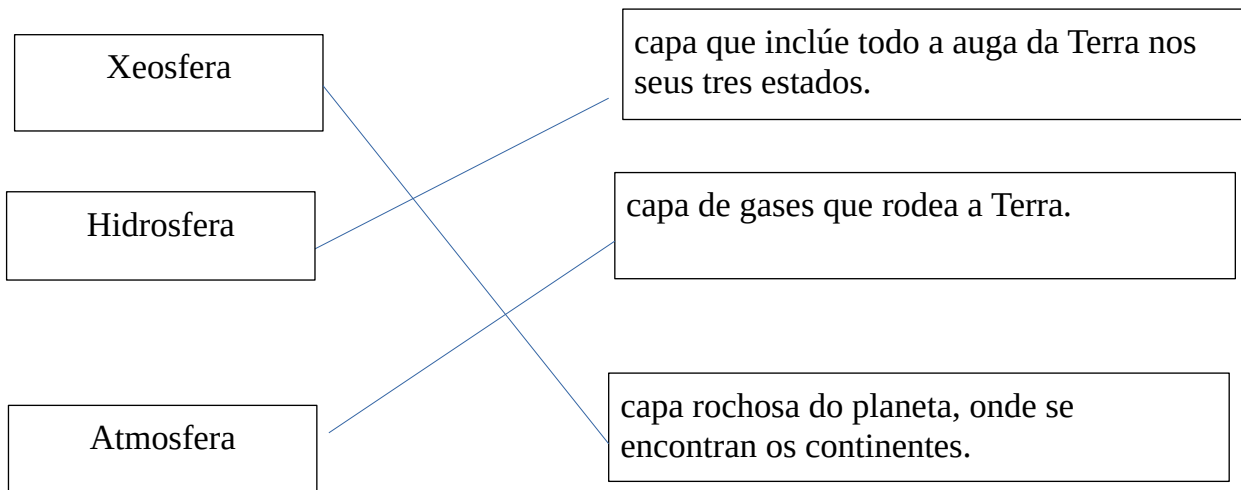 Xeosfera
capa que inclúe todo a auga da Terra nos
seus tres estados.
Hidrosfera
capa de gases que rodea a Terra.
Atmosfera
capa rochosa do planeta, onde se
encontran os continentes.